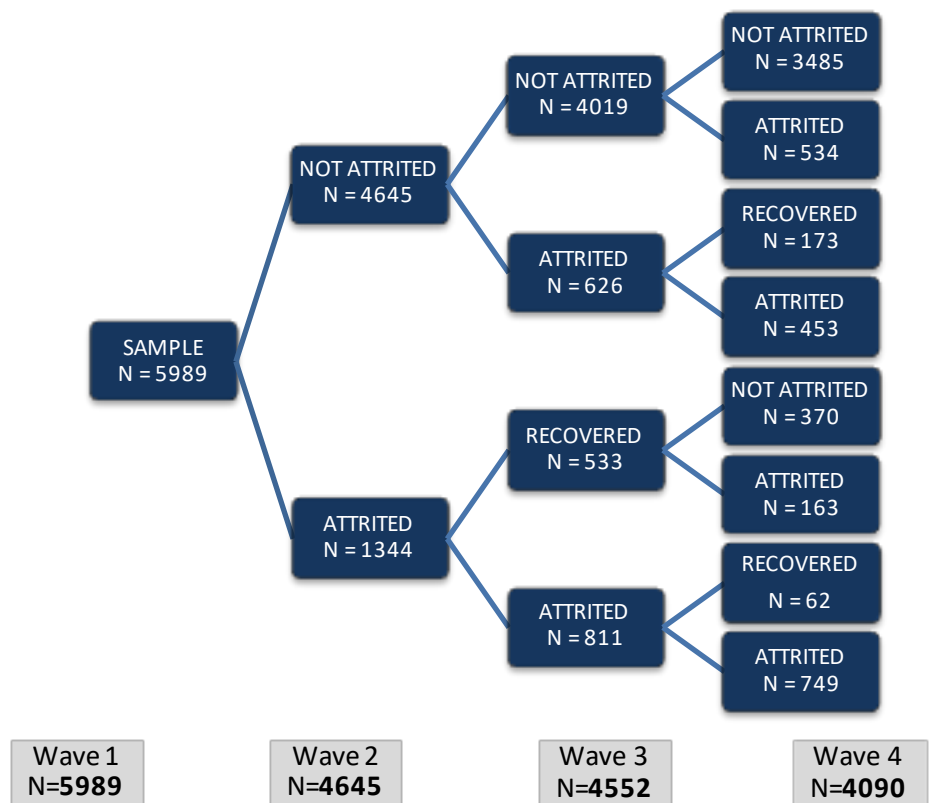 SAMPLE
N = 5989
NOT ATTRITED
N = 4645
ATTRITED
N = 1344
NOT ATTRITED
N = 4019
ATTRITED
N = 626
RECOVERED
N = 533
ATTRITED
N = 811
NOT ATTRITED
N = 3485
ATTRITED
N = 534
RECOVERED
N = 173
ATTRITED
N = 453
NOT ATTRITED
N = 370
ATTRITED
N = 163
RECOVERED
N = 62
ATTRITED
N = 749
Wave 1
N=5989
Wave 2
N=4645
Wave 3
N=4552
Wave 4
N=4090